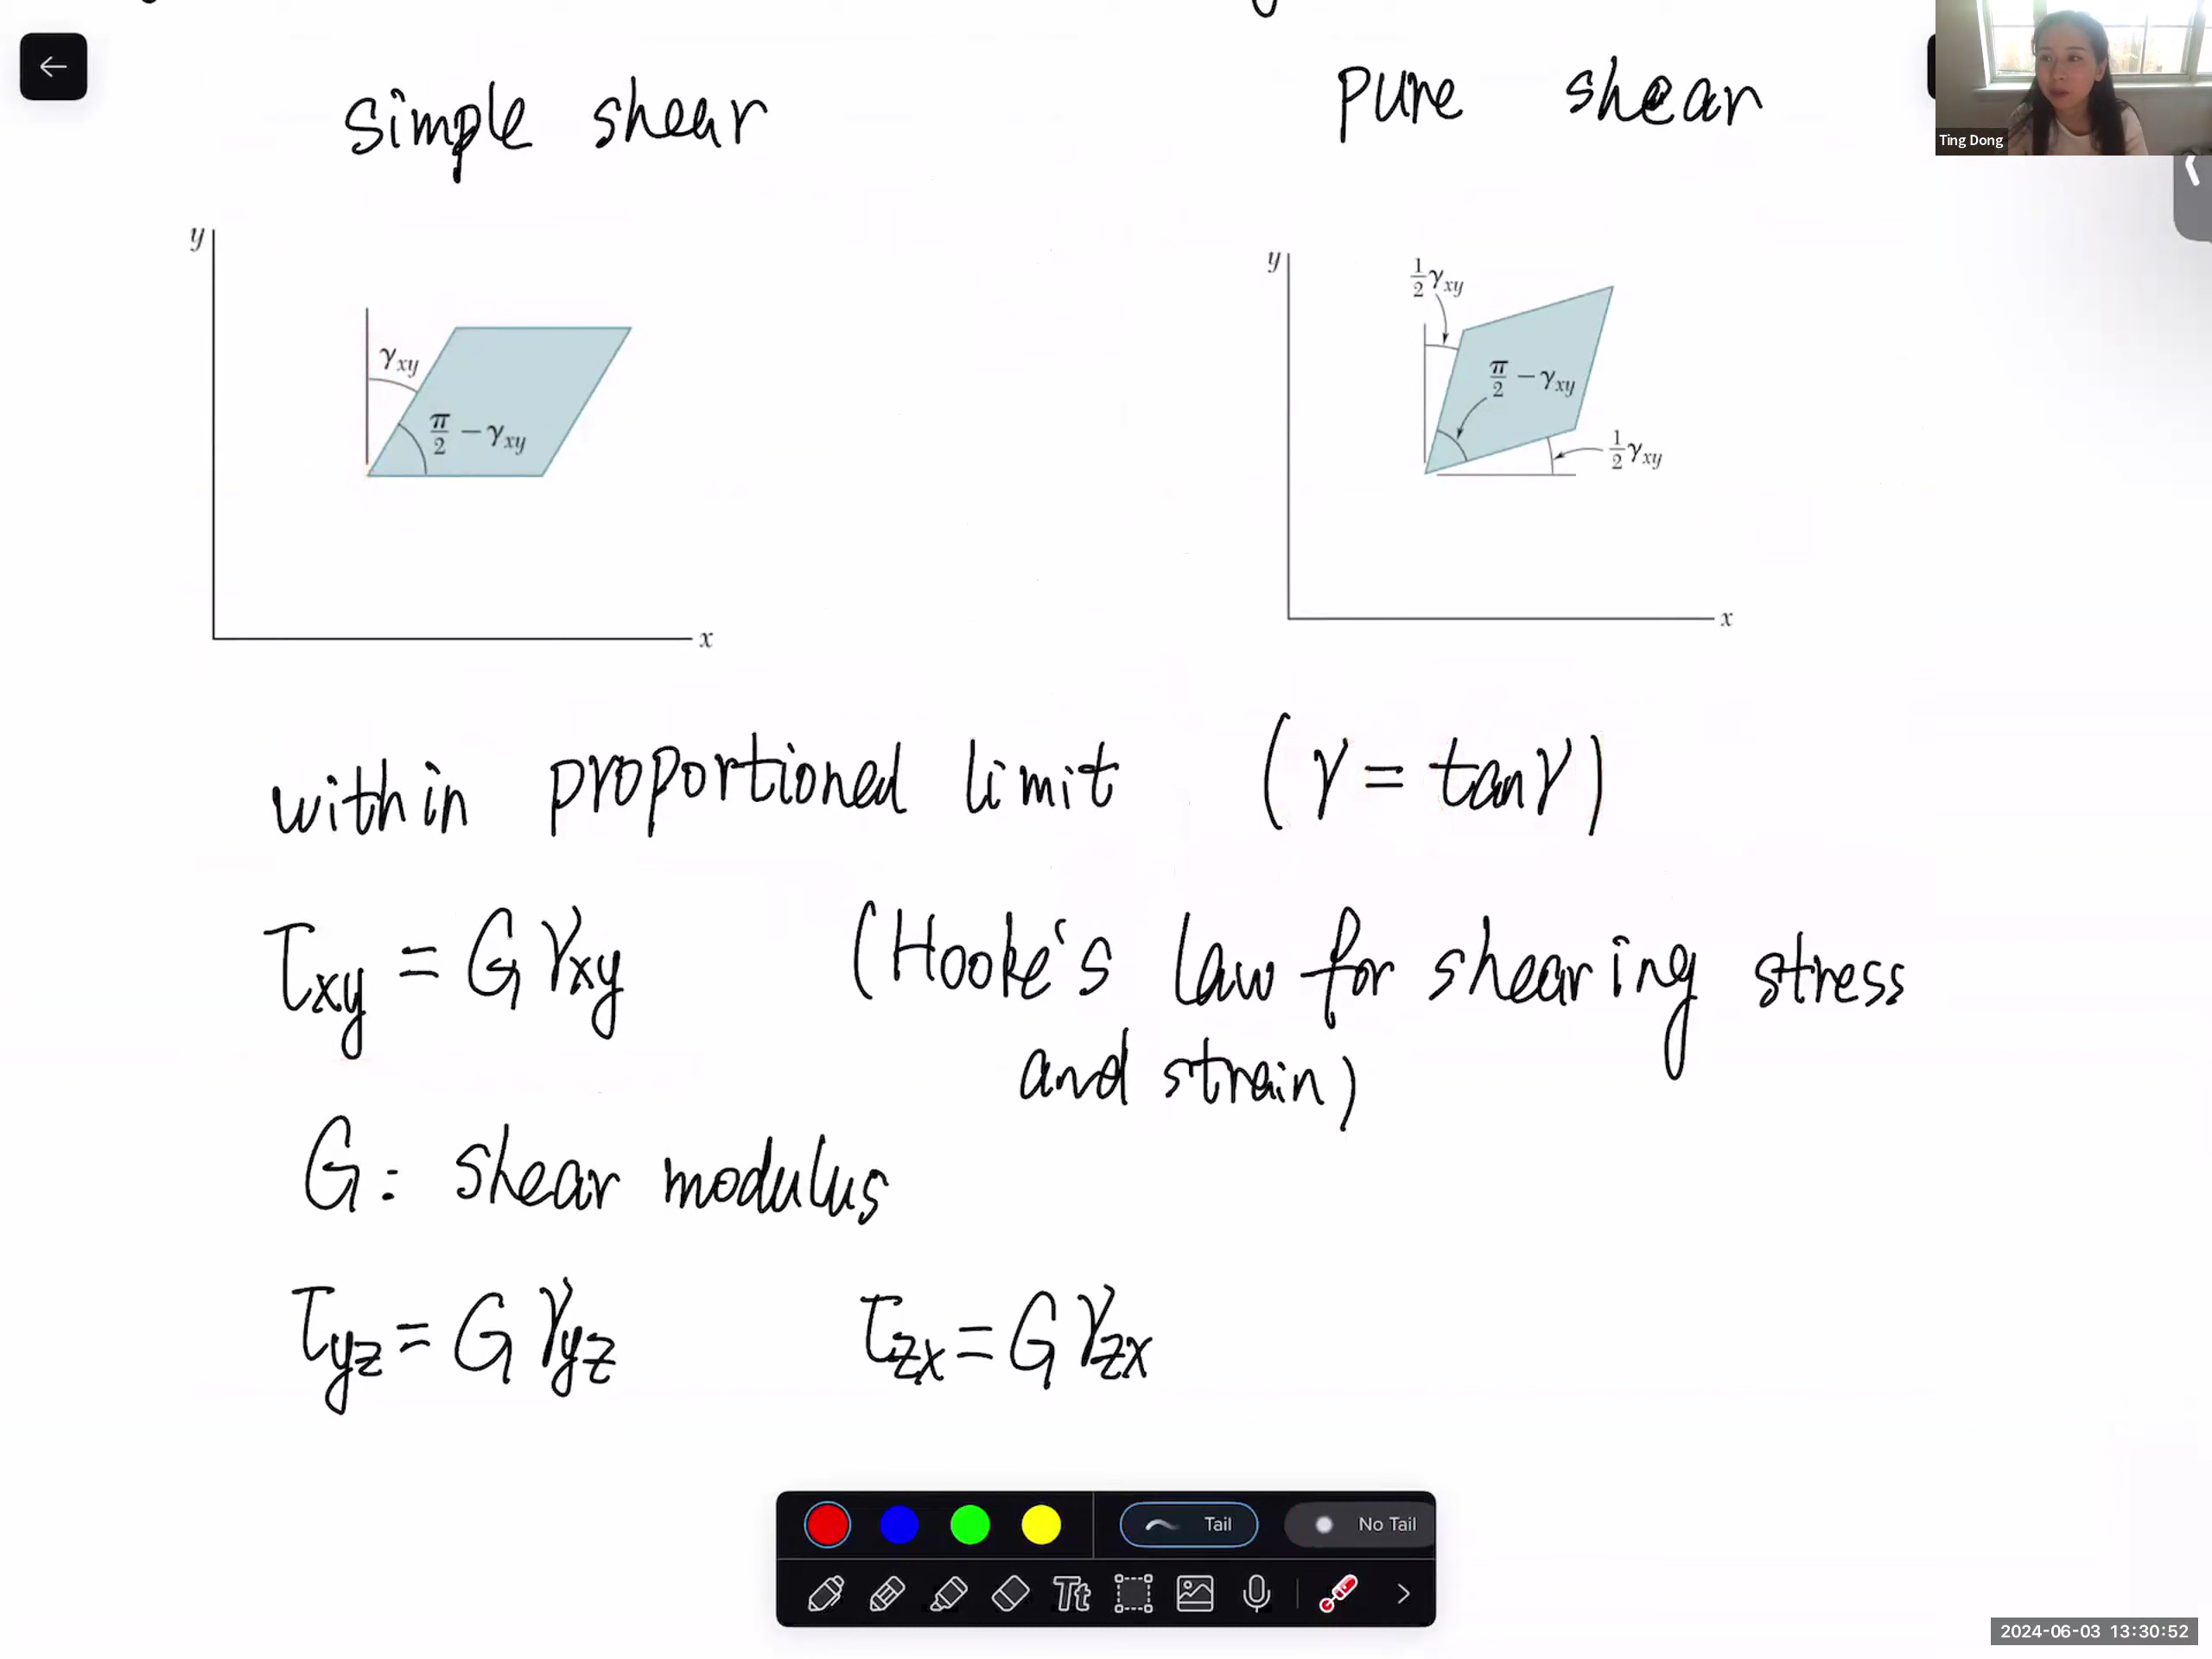 simple shear
pure shear
Ting Dong
y
γxy
π/2 − γxy
x
y
1/2 γxy
π/2 − γxy
1/2 γxy
x
within proportioned limit (γ = tanγ)
τxy = G γxy (Hooke's law for shearing stress
and strain)
G: shear modulus
τyz = G γyz τzx = G γzx
Tail No Tail
Tt
2024-06-03 13:30:52